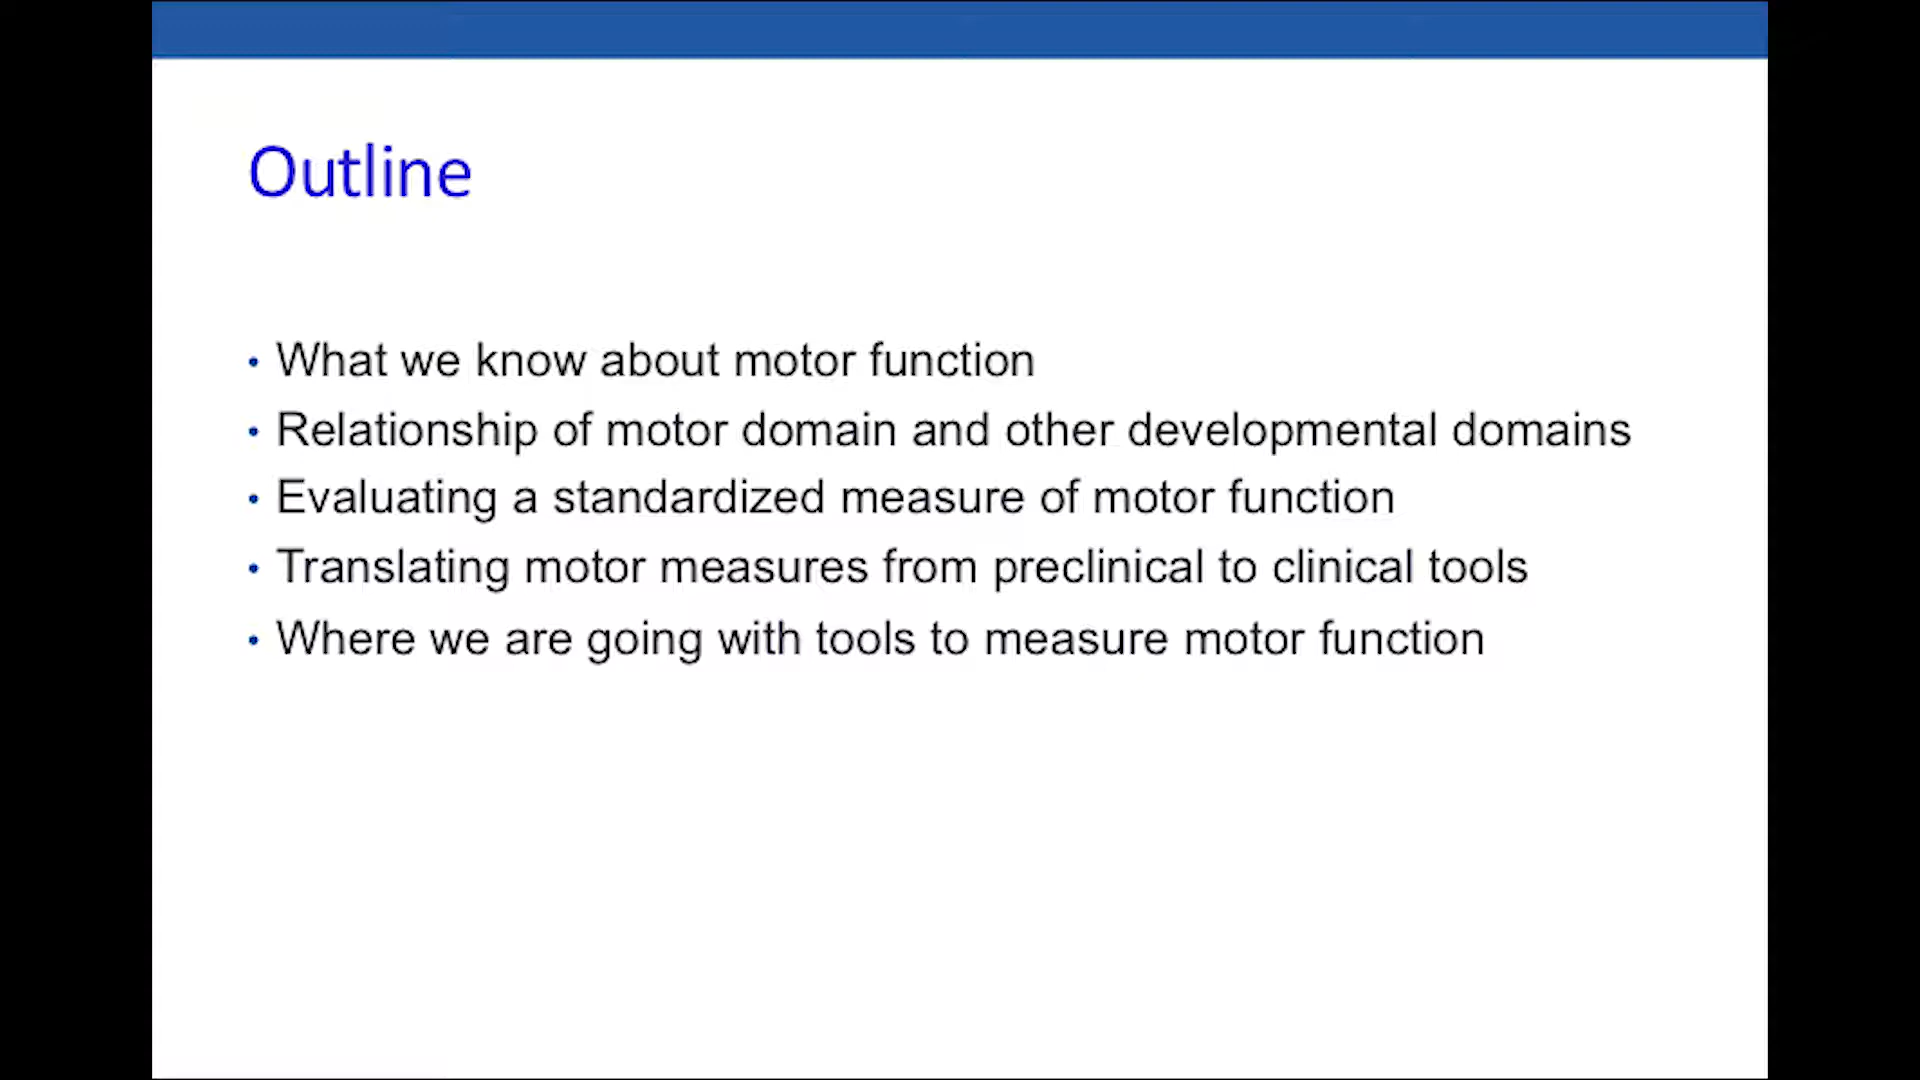 Outline
• What we know about motor function
• Relationship of motor domain and other developmental domains
• Evaluating a standardized measure of motor function
• Translating motor measures from preclinical to clinical tools
• Where we are going with tools to measure motor function